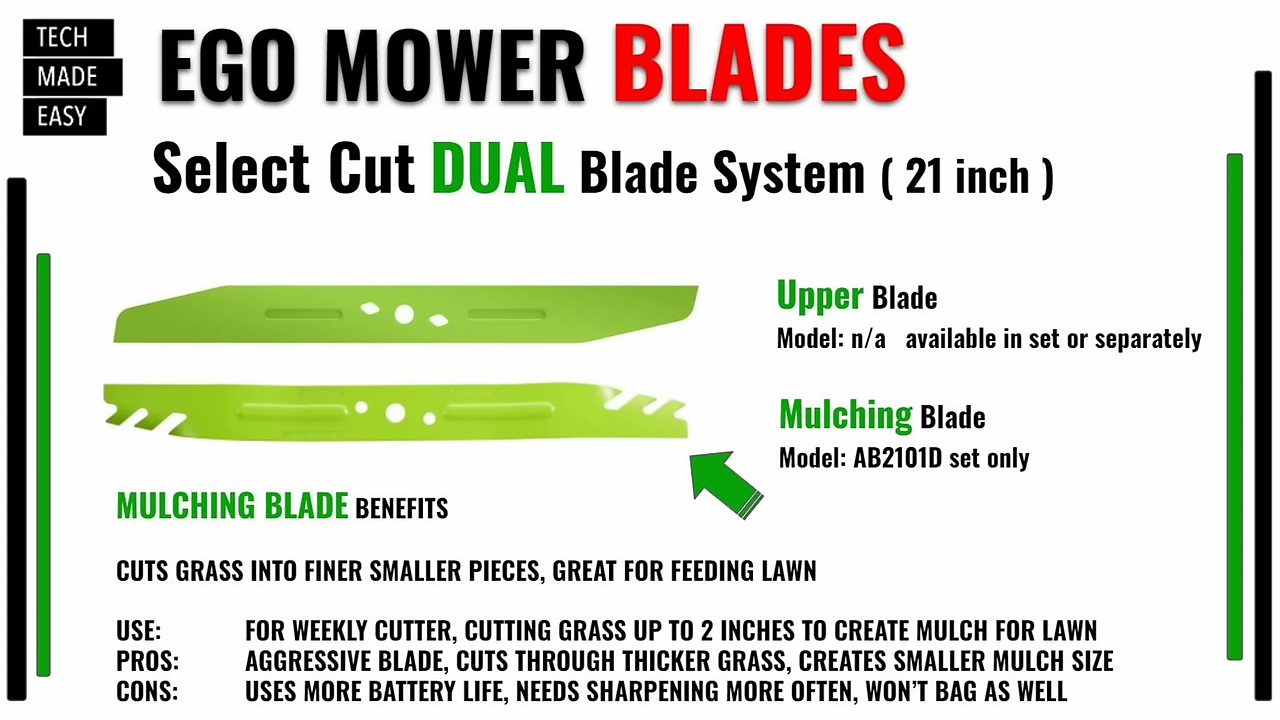 TECH
MADE
EASY
EGO MOWER BLADES
Select Cut DUAL Blade System ( 21 inch )
Upper Blade
Model: n/a available in set or separately
Mulching Blade
Model: AB2101D set only
MULCHING BLADE BENEFITS
CUTS GRASS INTO FINER SMALLER PIECES, GREAT FOR FEEDING LAWN
USE: FOR WEEKLY CUTTER, CUTTING GRASS UP TO 2 INCHES TO CREATE MULCH FOR LAWN
PROS: AGGRESSIVE BLADE, CUTS THROUGH THICKER GRASS, CREATES SMALLER MULCH SIZE
CONS: USES MORE BATTERY LIFE, NEEDS SHARPENING MORE OFTEN, WON'T BAG AS WELL